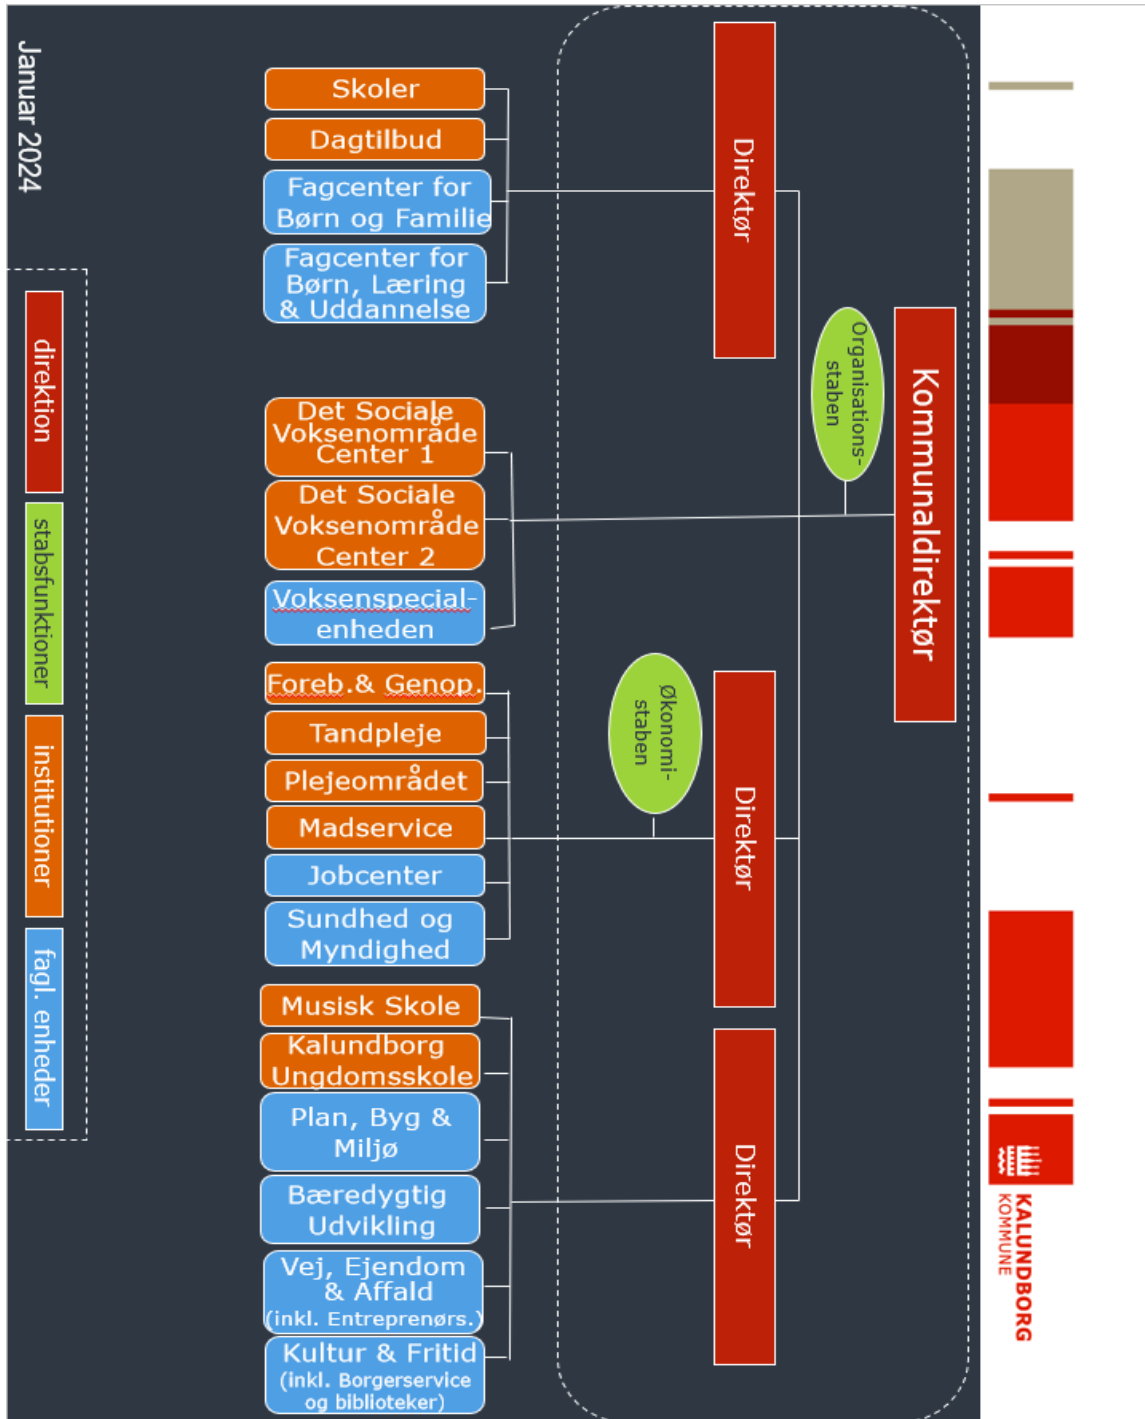 KALUNDBORG
KOMMUNE
Kommunaldirektør
Organisations-
staben
Direktør
Direktør
Direktør
Økonomi-
staben
Skoler
Dagtilbud
Fagcenter for
Børn og Familie
Fagcenter for
Børn, Læring
& Uddannelse
Det Sociale
Voksenområde
Center 1
Det Sociale
Voksenområde
Center 2
Voksenspecial-
enheden
Foreb.& Genop.
Tandpleje
Plejeområdet
Madservice
Jobcenter
Sundhed og
Myndighed
Musisk Skole
Kalundborg
Ungdomsskole
Plan, Byg &
Miljø
Bæredygtig
Udvikling
Vej, Ejendom
& Affald
(inkl. Entreprenørs.)
Kultur & Fritid
(inkl. Borgerservice
og biblioteker)
direktion
stabsfunktioner
institutioner
fagl. enheder
Januar 2024